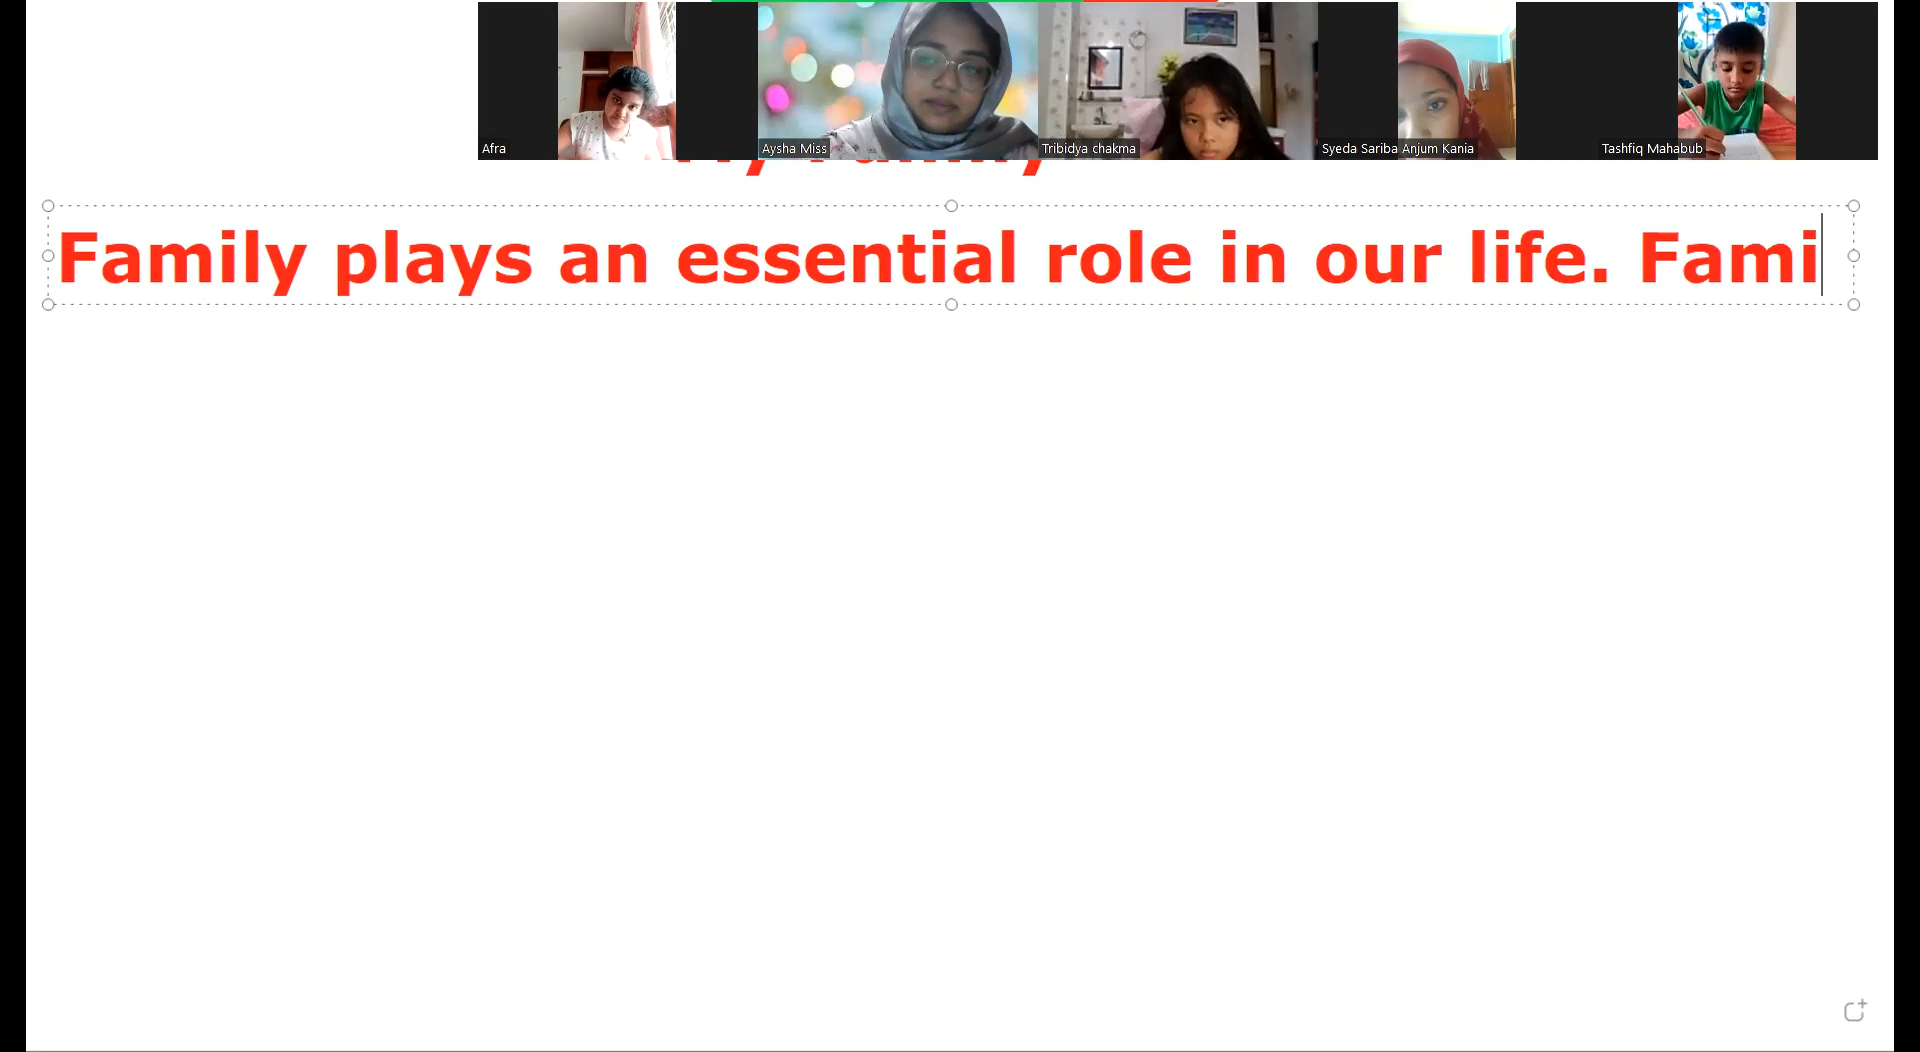 Afra
Aysha Miss
Tribidya chakma
Syeda Sariba Anjum Kania
Tashfiq Mahabub
Family plays an essential role in our life. Fami